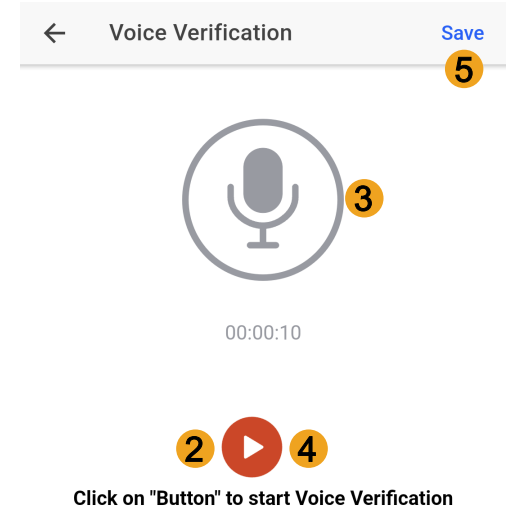 Voice Verification Save
5
3
00:00:10
2 4
Click on "Button" to start Voice Verification